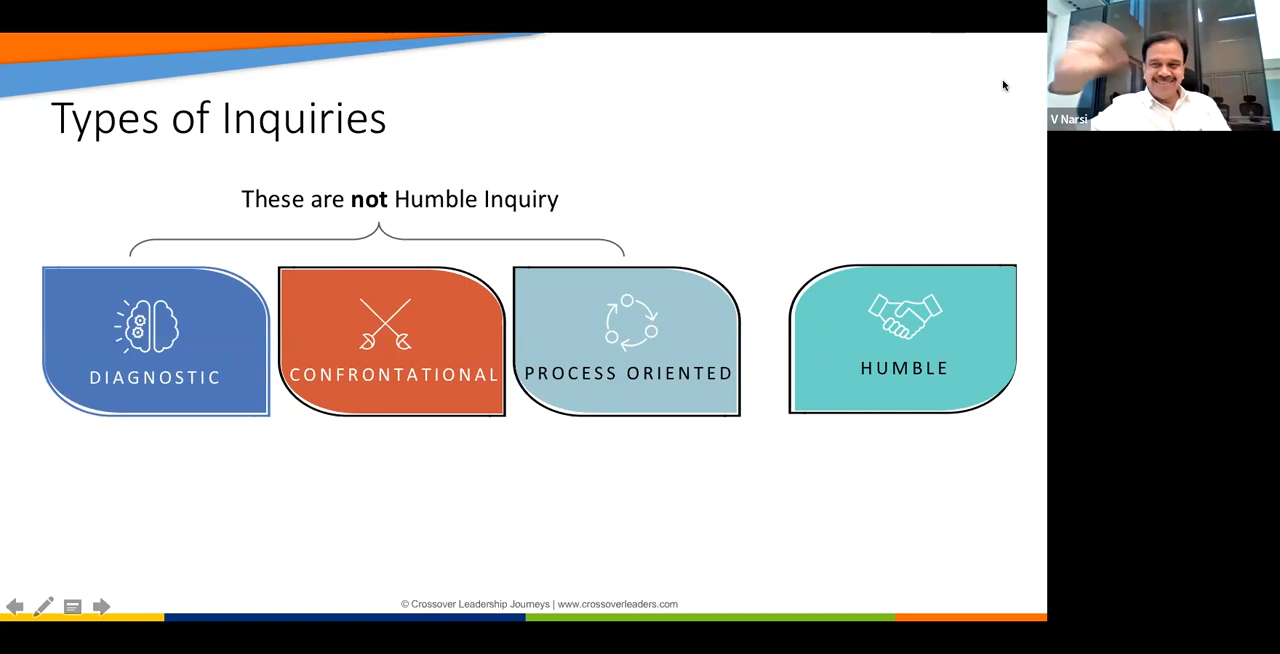 Types of Inquiries
V Narsi
These are not Humble Inquiry
DIAGNOSTIC
CONFRONTATIONAL
PROCESS ORIENTED
HUMBLE
© Crossover Leadership Journeys | www.crossoverleaders.com